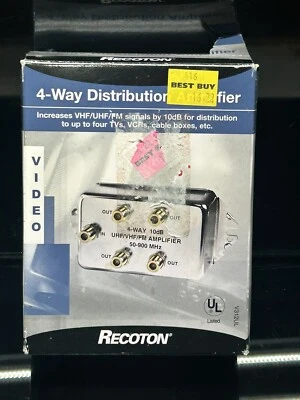 BEST BUY
4-Way Distribution Amplifier
Increases VHF/UHF/FM signals by 10dB for distribution
to up to four TVs, VCRs, cable boxes, etc.
VIDEO
OUT
OUT
IN
4-WAY 10dB
UHF/VHF/FM AMPLIFIER
50-900 MHz
OUT
OUT
UL
Listed
RECOTON